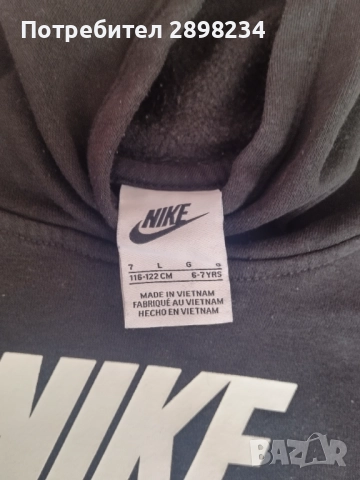 Потребител 2898234
NIKE
7 L G G
116-122 CM 6-7 YRS
MADE IN VIETNAM
FABRIQUÉ AU VIETNAM
HECHO EN VIETNAM
NIKE
BAZAR